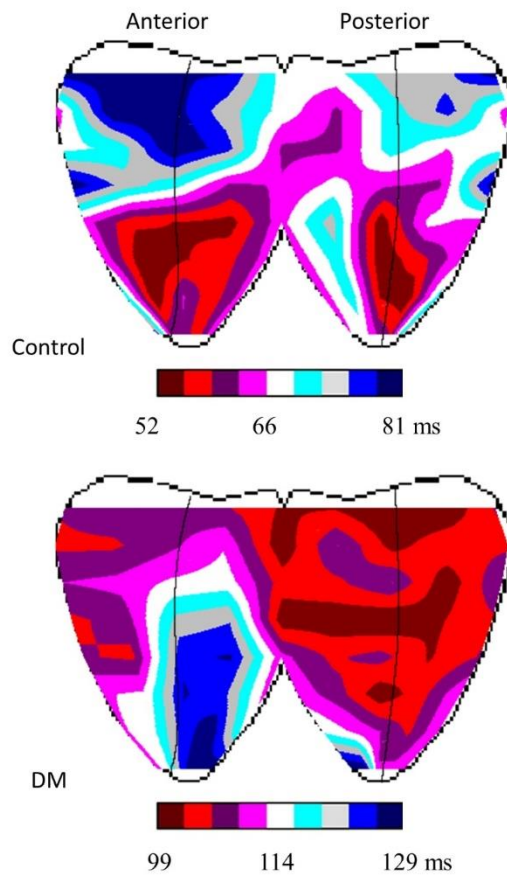 Anterior Posterior
Control
52 66 81 ms
DM
99 114 129 ms